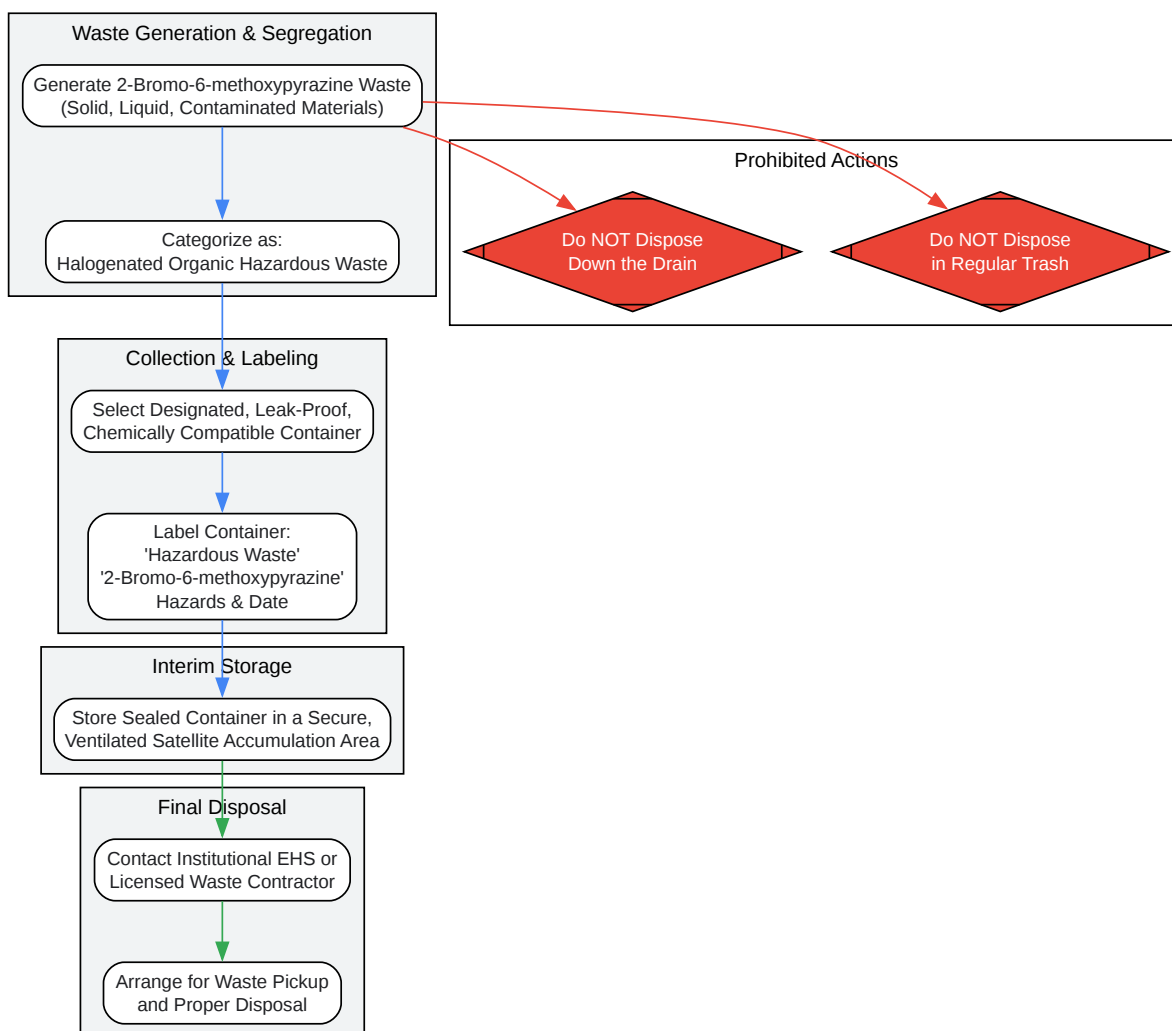 Waste Generation & Segregation
Generate 2-Bromo-6-methoxypyrazine Waste
(Solid, Liquid, Contaminated Materials)
Prohibited Actions
Do NOT Dispose
Down the Drain
Do NOT Dispose
in Regular Trash
Categorize as:
Halogenated Organic Hazardous Waste
Collection & Labeling
Select Designated, Leak-Proof,
Chemically Compatible Container
Label Container:
'Hazardous Waste'
'2-Bromo-6-methoxypyrazine'
Hazards & Date
Interim Storage
Store Sealed Container in a Secure,
Ventilated Satellite Accumulation Area
Final Disposal
Contact Institutional EHS or
Licensed Waste Contractor
Arrange for Waste Pickup
and Proper Disposal